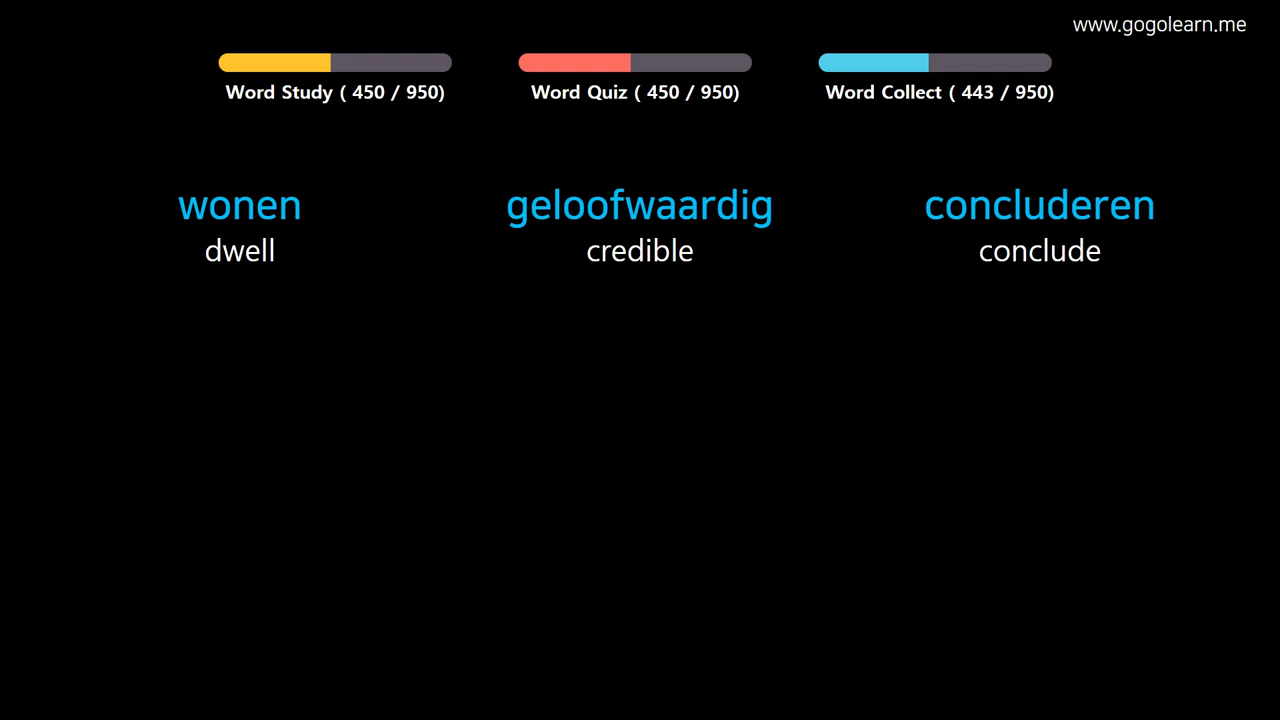 www.gogolearn.me
Word Study ( 450 / 950)
Word Quiz ( 450 / 950)
Word Collect ( 443 / 950)
wonen
dwell
geloofwaardig
credible
concluderen
conclude